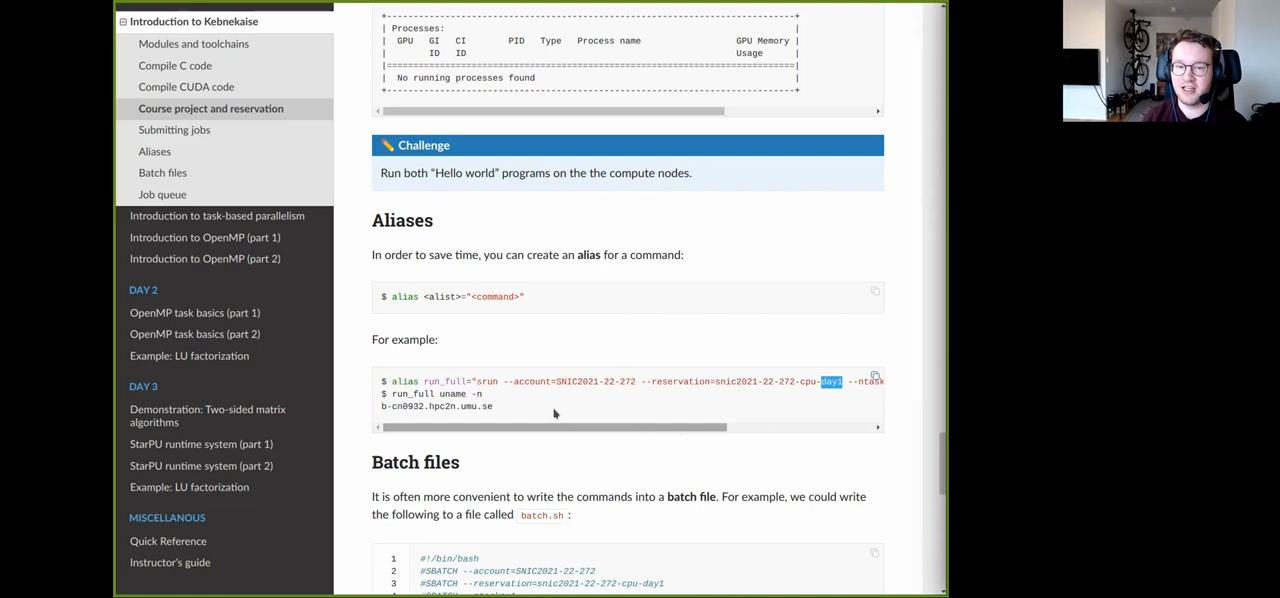 Introduction to Kebnekaise
Modules and toolchains
Compile C code
Compile CUDA code
Course project and reservation
Submitting jobs
Aliases
Batch files
Job queue
Introduction to task-based parallelism
Introduction to OpenMP (part 1)
Introduction to OpenMP (part 2)
DAY 2
OpenMP task basics (part 1)
OpenMP task basics (part 2)
Example: LU factorization
DAY 3
Demonstration: Two-sided matrix
algorithms
StarPU runtime system (part 1)
StarPU runtime system (part 2)
Example: LU factorization
MISCELLANOUS
Quick Reference
Instructor's guide
+-----------------------------------------------------------------------------+
| Processes: |
| GPU GI CI PID Type Process name GPU Memory |
| ID ID Usage |
|=============================================================================|
| No running processes found |
+-----------------------------------------------------------------------------+
Challenge
Run both “Hello world” programs on the the compute nodes.
Aliases
In order to save time, you can create an alias for a command:
$ alias <alist>="<command>"
For example:
$ alias run_full="srun --account=SNIC2021-22-272 --reservation=snic2021-22-272-cpu-day1 --ntask
$ run_full uname -n
b-cn0932.hpc2n.umu.se
Batch files
It is often more convenient to write the commands into a batch file. For example, we could write
the following to a file called batch.sh :
1 #!/bin/bash
2 #SBATCH --account=SNIC2021-22-272
3 #SBATCH --reservation=snic2021-22-272-cpu-day1